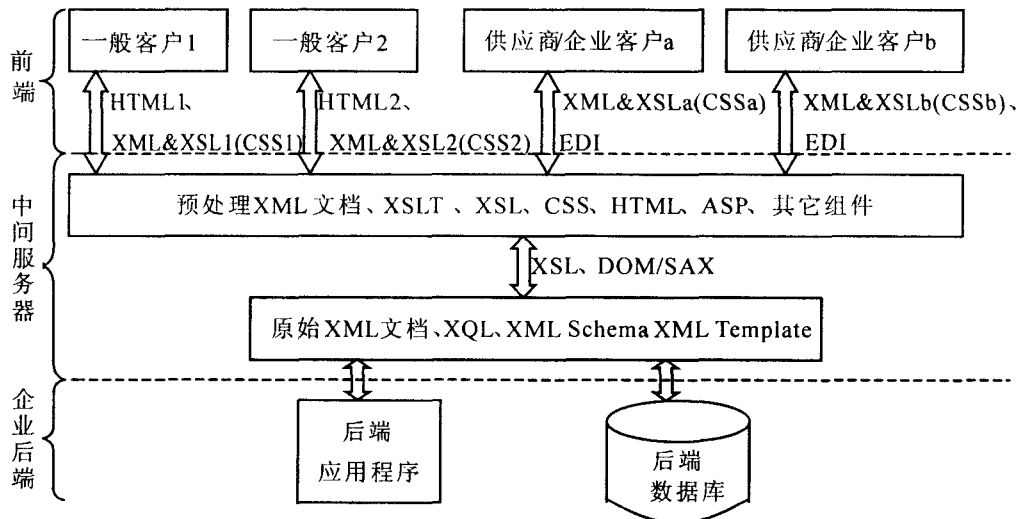 前端
一般客户1
一般客户2
供应商企业客户a
供应商企业客户b
HTML1、
XML&XSL1(CSS1)
HTML2、
XML&XSL2(CSS2)
XML&XSLa(CSSa)
EDI
XML&XSLb(CSSb)、
EDI
中问服务器
预处理XML文档、XSLT、XSL、CSS、HTML、ASP、其它组件
XSL、DOM/SAX
原始XML文档、XQL、XML Schema XML Template
企业后端
后端
应用程序
后端
数据库